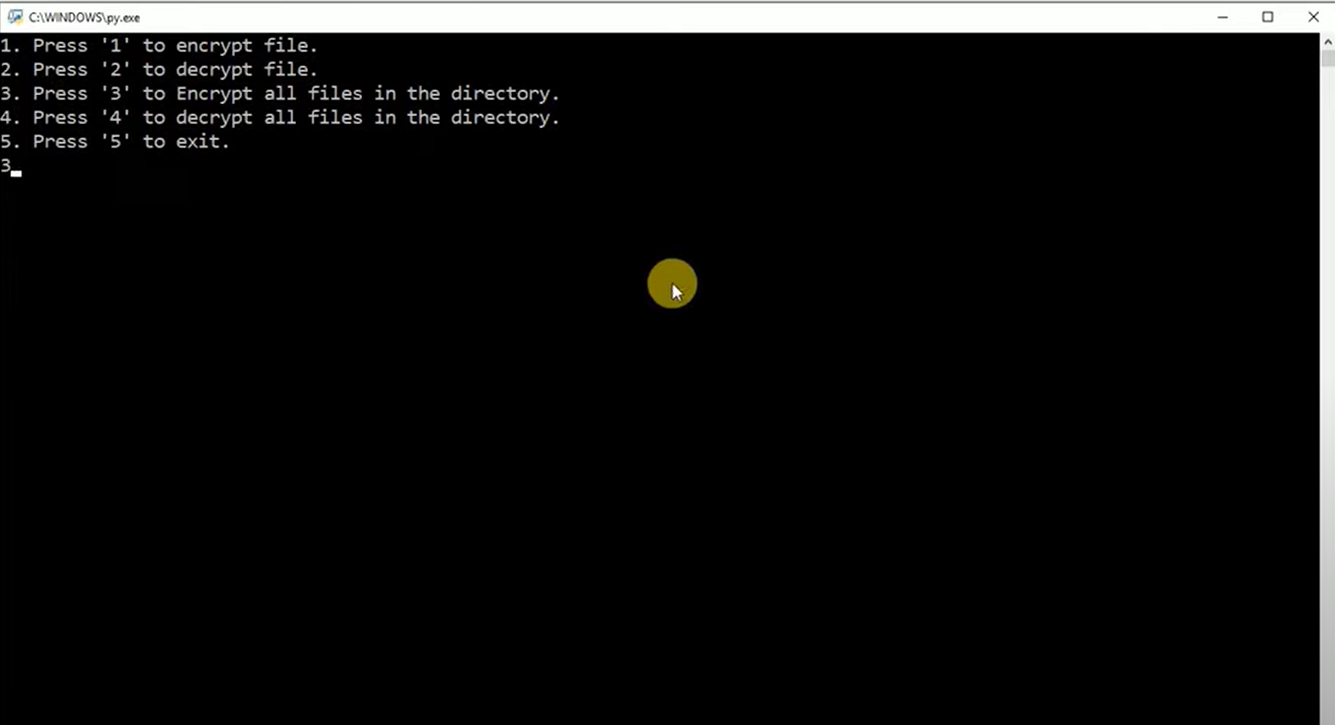 C:\WINDOWS\py.exe
1. Press '1' to encrypt file.
2. Press '2' to decrypt file.
3. Press '3' to Encrypt all files in the directory.
4. Press '4' to decrypt all files in the directory.
5. Press '5' to exit.
3